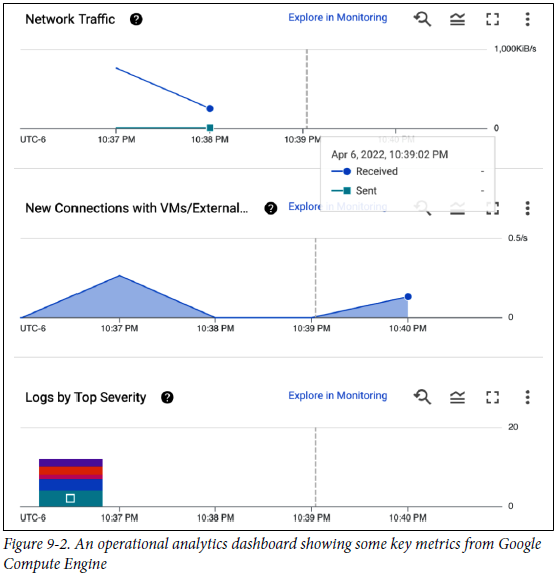 Network Traffic
Explore in Monitoring
1,000KiB/s
0
UTC-6 10:37 PM 10:38 PM 10:39 PM 10:40 PM
Apr 6, 2022, 10:39:02 PM
Received -
Sent -
New Connections with VMs/External...
Explore in Monitoring
0.5/s
0
UTC-6 10:37 PM 10:38 PM 10:39 PM 10:40 PM
Logs by Top Severity
Explore in Monitoring
20
0
UTC-6 10:37 PM 10:38 PM 10:39 PM 10:40 PM
Figure 9-2. An operational analytics dashboard showing some key metrics from Google
Compute Engine